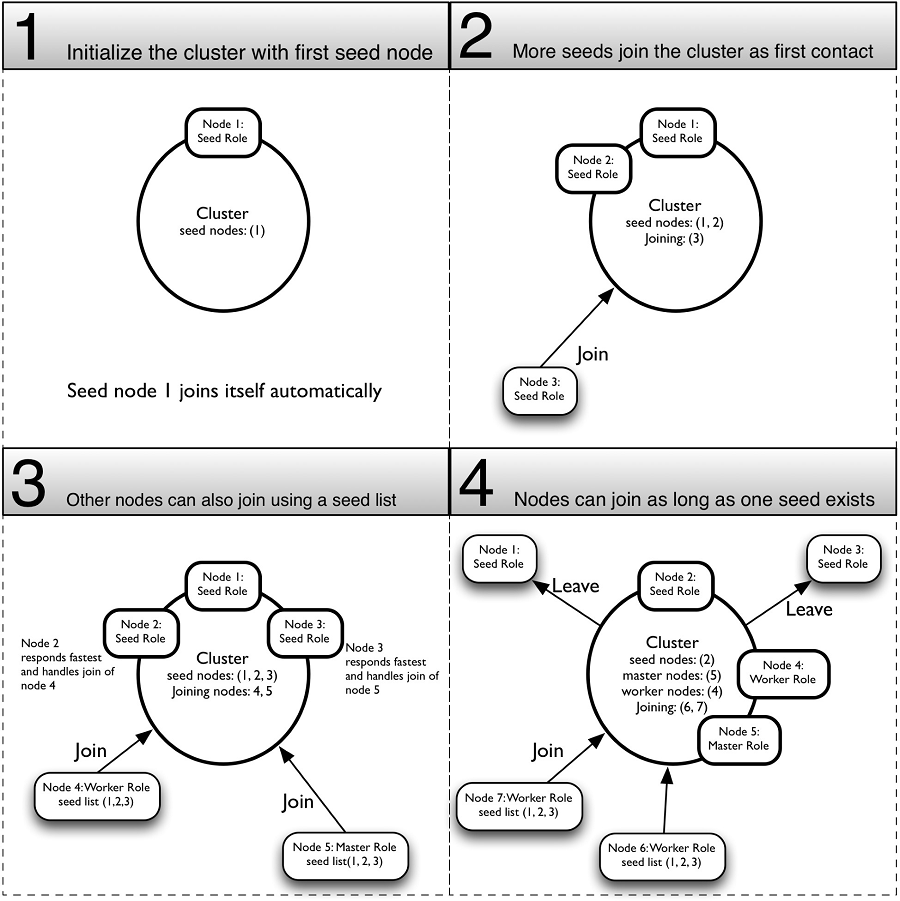 1 Initialize the cluster with first seed node
Node 1:
Seed Role
Cluster
seed nodes: (1)
Seed node 1 joins itself automatically
2 More seeds join the cluster as first contact
Node 1:
Seed Role
Node 2:
Seed Role
Cluster
seed nodes: (1, 2)
Joining: (3)
Join
Node 3:
Seed Role
3 Other nodes can also join using a seed list
Node 1:
Seed Role
Node 2:
Seed Role
Node 3:
Seed Role
Node 2
responds fastest
and handles join of
node 4
Cluster
seed nodes: (1, 2, 3)
Joining nodes: 4, 5
Node 3
responds fastest
and handles join of
node 5
Join
Node 4: Worker Role
seed list (1,2,3)
Join
Node 5: Master Role
seed list(1, 2, 3)
4 Nodes can join as long as one seed exists
Node 1:
Seed Role
Leave
Node 2:
Seed Role
Node 3:
Seed Role
Leave
Cluster
seed nodes: (2)
master nodes: (5)
worker nodes: (4)
Joining: (6, 7)
Node 4:
Worker Role
Node 5:
Master Role
Join
Node 7: Worker Role
seed list (1, 2, 3)
Node 6: Worker Role
seed list (1, 2, 3)